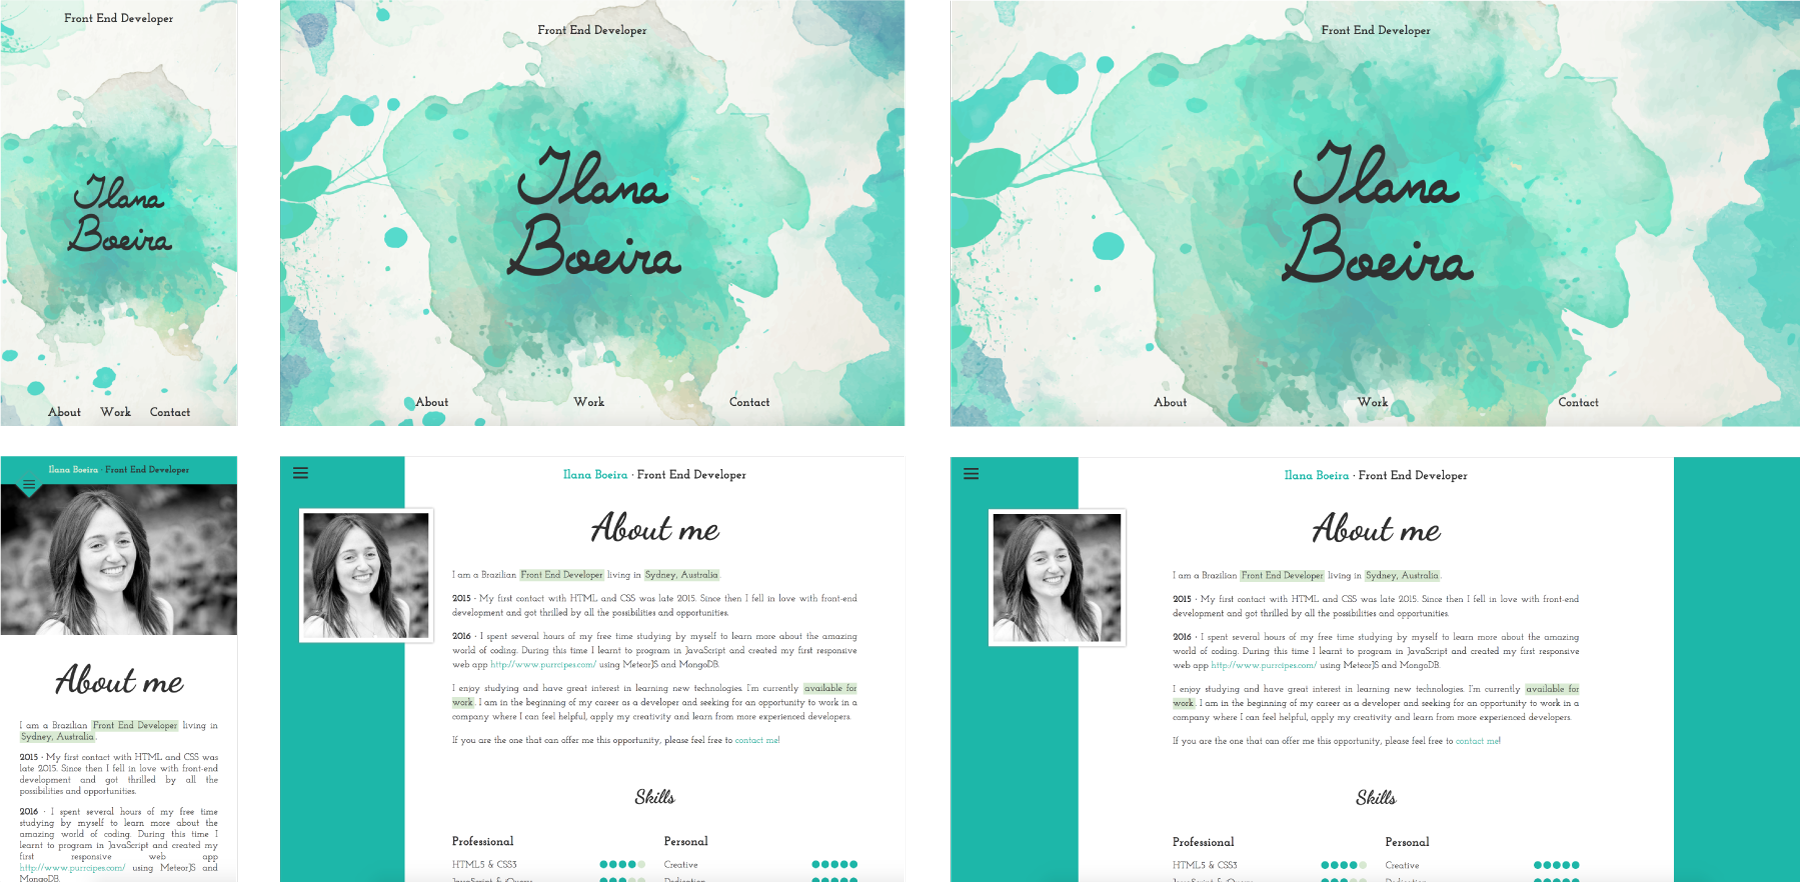 Front End Developer
Ilana
Boeira
About Work Contact
Front End Developer
Ilana
Boeira
About Work Contact
Front End Developer
Ilana
Boeira
About Work Contact
Ilana Boeira · Front End Developer
About me
I am a Brazilian Front End Developer living in
Sydney, Australia.
2015 · My first contact with HTML and CSS was
late 2015. Since then I fell in love with front-end
development and got thrilled by all the
possibilities and opportunities.
2016 · I spent several hours of my free time
studying by myself to learn more about the
amazing world of coding. During this time I
learnt to program in JavaScript and created my
first responsive web app
http://www.purrcipes.com/ using MeteorJS and
MongoDB.
Ilana Boeira · Front End Developer
About me
I am a Brazilian Front End Developer living in Sydney, Australia.
2015 · My first contact with HTML and CSS was late 2015. Since then I fell in love with front-end
development and got thrilled by all the possibilities and opportunities.
2016 · I spent several hours of my free time studying by myself to learn more about the amazing
world of coding. During this time I learnt to program in JavaScript and created my first responsive
web app http://www.purrcipes.com/ using MeteorJS and MongoDB.
I enjoy studying and have great interest in learning new technologies. I'm currently available for
work. I am in the beginning of my career as a developer and seeking for an opportunity to work in a
company where I can feel helpful, apply my creativity and learn from more experienced developers.
If you are the one that can offer me this opportunity, please feel free to contact me!
Skills
Professional Personal
HTML5 & CSS3 Creative
JavaScript & jQuery Dedication
Ilana Boeira · Front End Developer
About me
I am a Brazilian Front End Developer living in Sydney, Australia.
2015 · My first contact with HTML and CSS was late 2015. Since then I fell in love with front-end
development and got thrilled by all the possibilities and opportunities.
2016 · I spent several hours of my free time studying by myself to learn more about the amazing
world of coding. During this time I learnt to program in JavaScript and created my first responsive
web app http://www.purrcipes.com/ using MeteorJS and MongoDB.
I enjoy studying and have great interest in learning new technologies. I'm currently available for
work. I am in the beginning of my career as a developer and seeking for an opportunity to work in a
company where I can feel helpful, apply my creativity and learn from more experienced developers.
If you are the one that can offer me this opportunity, please feel free to contact me!
Skills
Professional Personal
HTML5 & CSS3 Creative
JavaScript & jQuery Dedication